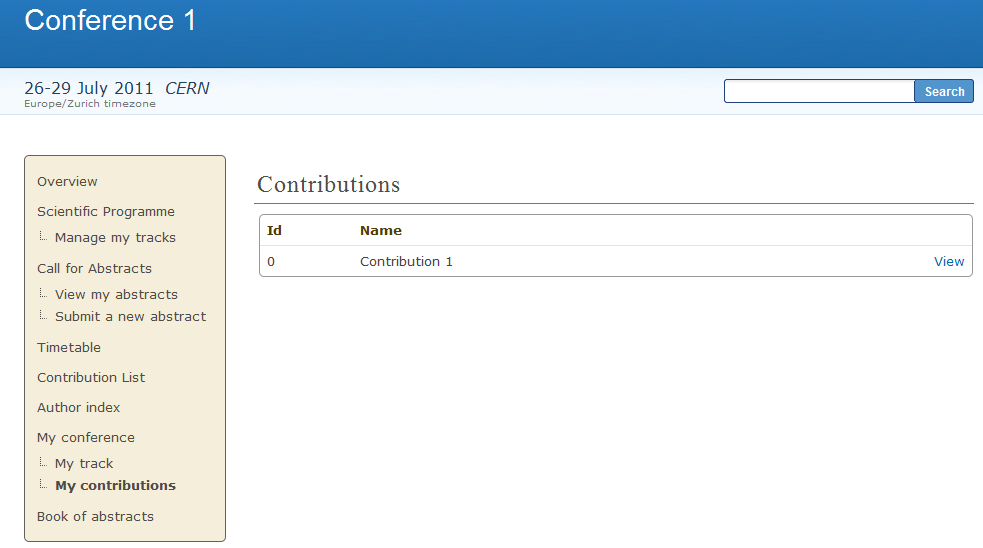 Conference 1
26-29 July 2011 CERN
Europe/Zurich timezone
Search
Overview
Scientific Programme
Manage my tracks
Call for Abstracts
View my abstracts
Submit a new abstract
Timetable
Contribution List
Author index
My conference
My track
My contributions
Book of abstracts
Contributions
Id Name
0 Contribution 1 View